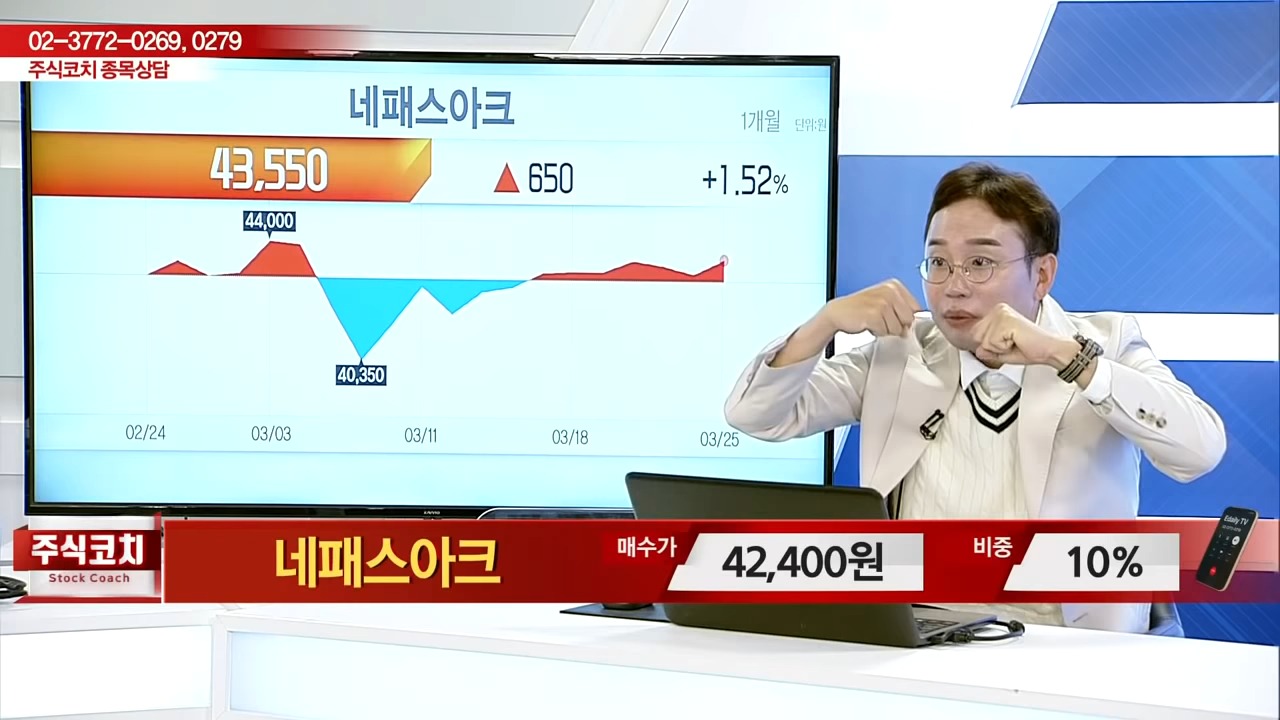 02-3772-0269, 0279
주식코치 종목상담
네패스아크
1개월 단위:원
43,550 ▲650 +1.52%
44,000
40,350
02/24 03/03 03/11 03/18 03/25
주식코치
Stock Coach
네패스아크 매수가 42,400원 비중 10%
Edaily TV